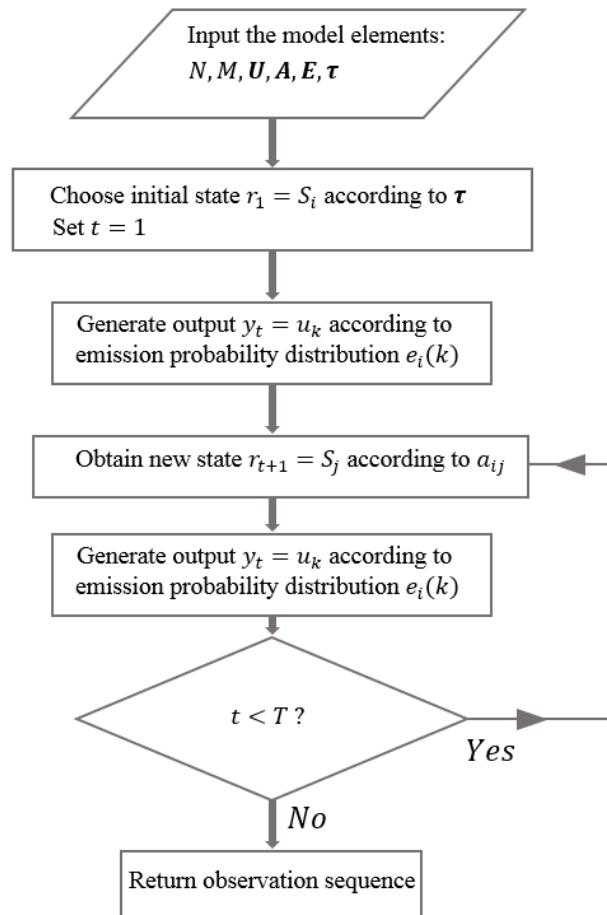 Input the model elements:
N, M, U, A, E, τ
Choose initial state r₁ = Sᵢ according to τ
Set t = 1
Generate output yₜ = uₖ according to
emission probability distribution eᵢ(k)
Obtain new state rₜ₊₁ = Sⱼ according to aᵢⱼ
Generate output yₜ = uₖ according to
emission probability distribution eᵢ(k)
t < T ?
Yes
No
Return observation sequence